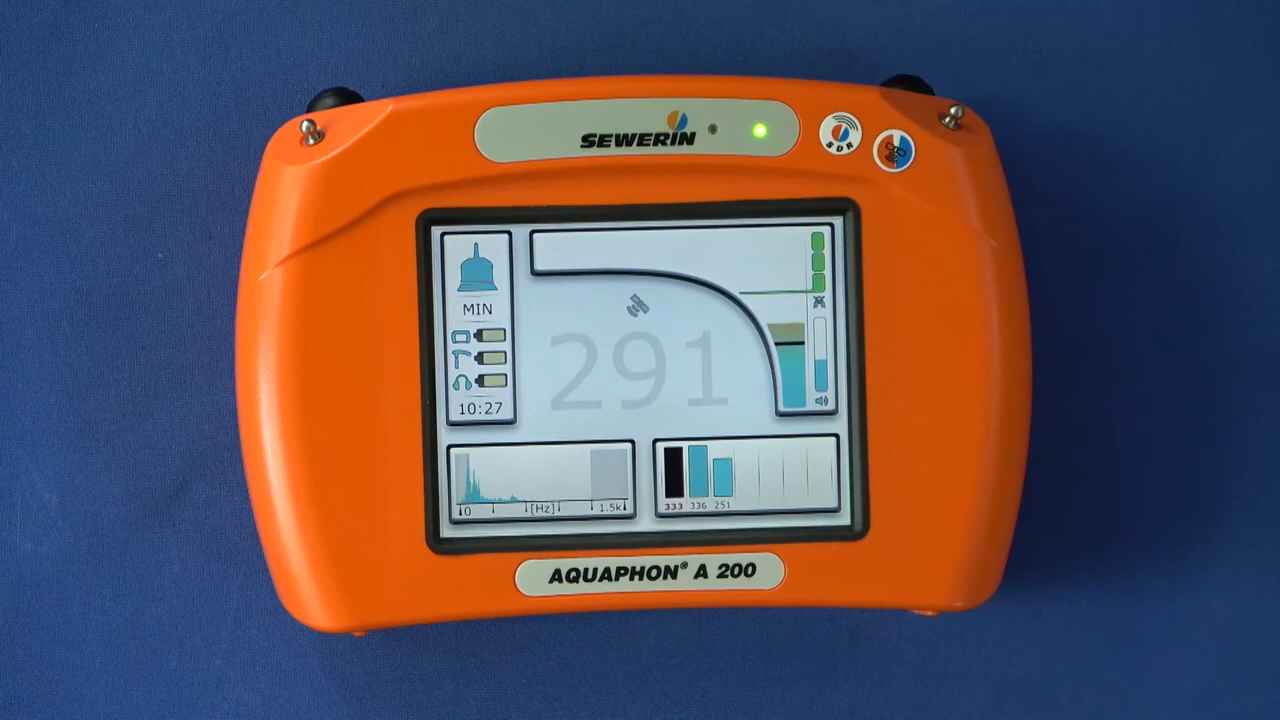 SEWERIN
SDR
MIN
10:27
291
0
[Hz]
1.5k
333 336 251
AQUAPHON® A 200